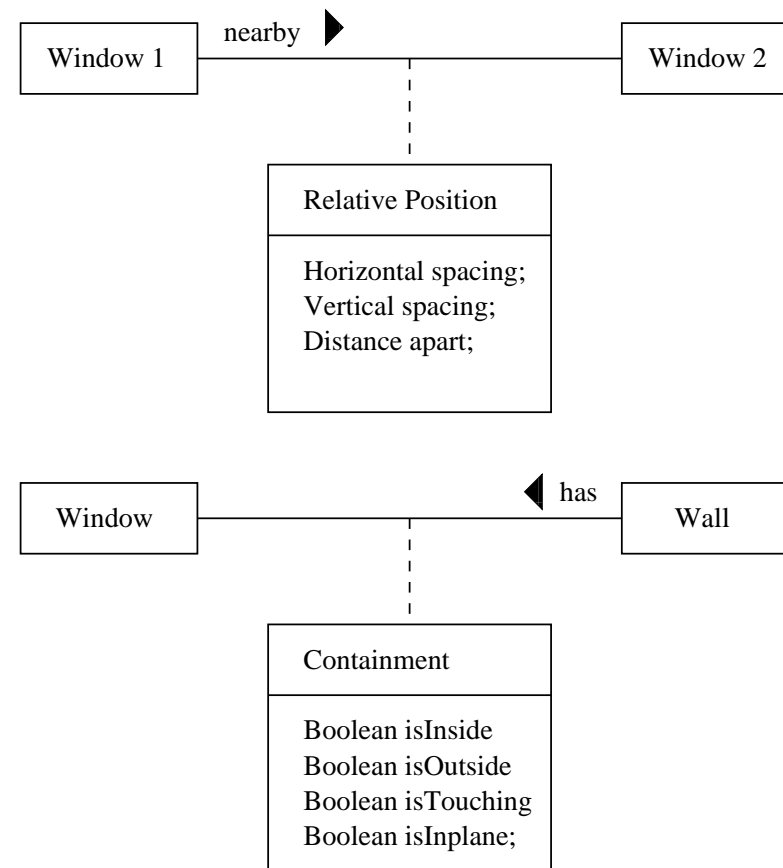 nearby
Window 1
Window 2
Relative Position
Horizontal spacing;
Vertical spacing;
Distance apart;
has
Window
Wall
Containment
Boolean isInside
Boolean isOutside
Boolean isTouching
Boolean isInplane;